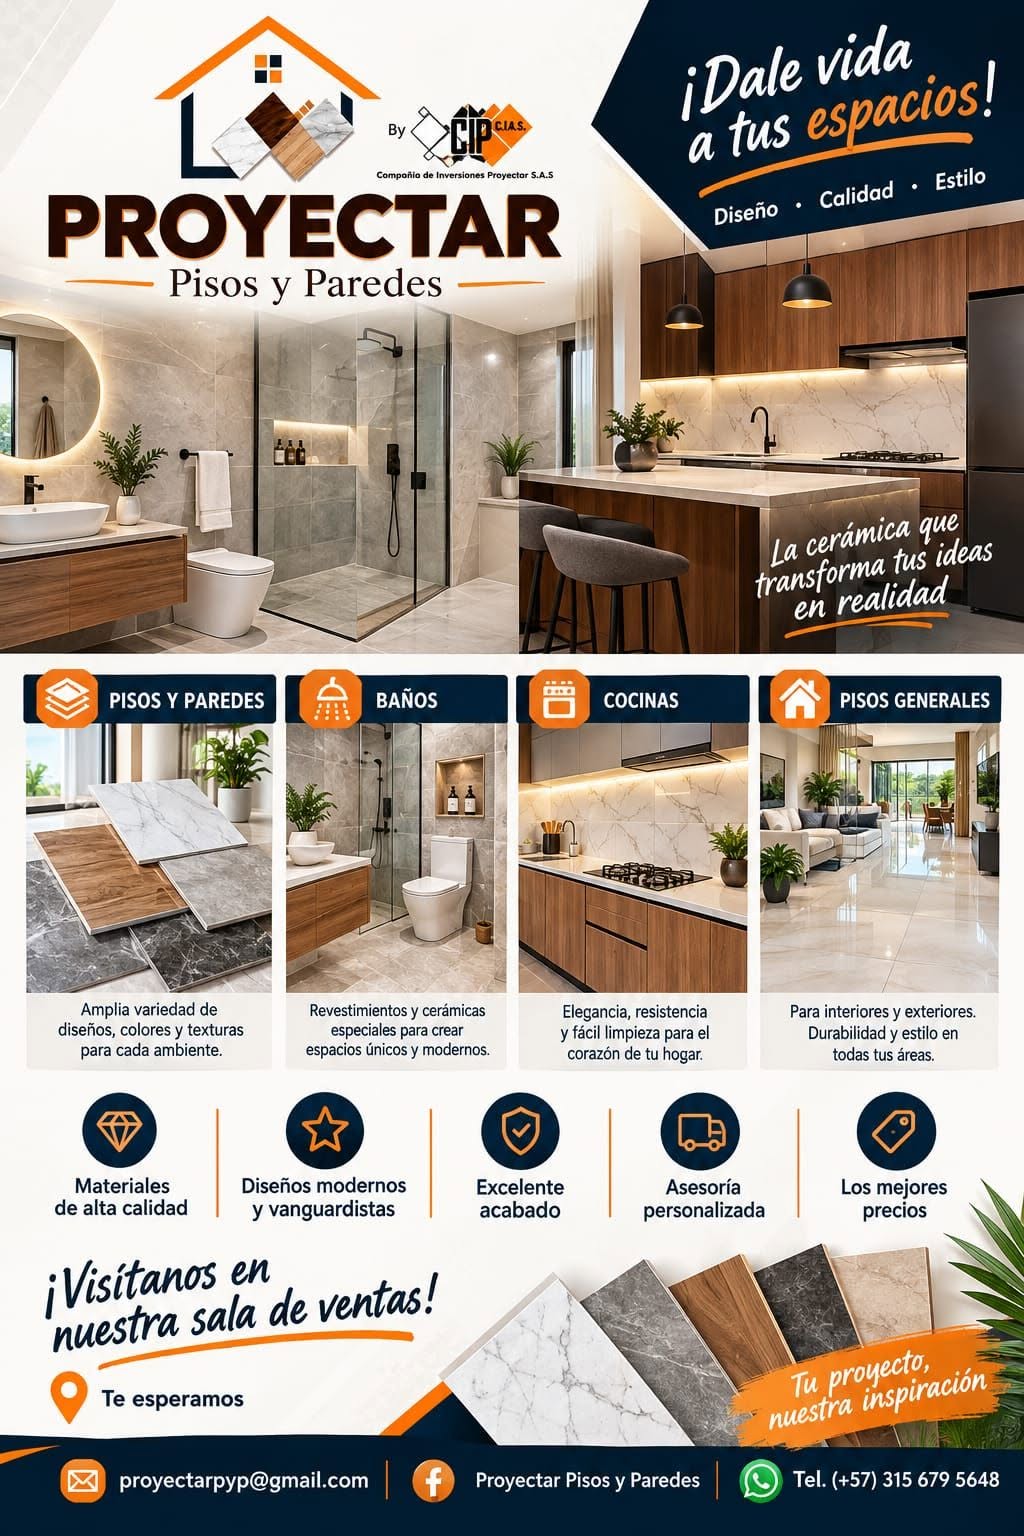 By
CIP
C.I.A.S.
Compañia de Inversiones Proyectar S.A.S
PROYECTAR
Pisos y Paredes
¡Dale vida
a tus espacios!
Diseño • Calidad • Estilo
La cerámica que
transforma tus ideas
en realidad
PISOS Y PAREDES
Amplia variedad de
diseños, colores y texturas
para cada ambiente.
BAÑOS
Revestimientos y cerámicas
especiales para crear
espacios únicos y modernos.
COCINAS
Elegancia, resistencia
y fácil limpieza para el
corazón de tu hogar.
PISOS GENERALES
Para interiores y exteriores.
Durabilidad y estilo en
todas tus áreas.
Materiales
de alta calidad
Diseños modernos
y vanguardistas
Excelente
acabado
Asesoría
personalizada
Los mejores
precios
¡Visítanos en
nuestra sala de ventas!
Te esperamos
Tu proyecto,
nuestra inspiración
proyectarpyp@gmail.com
Proyectar Pisos y Paredes
Tel. (+57) 315 679 5648